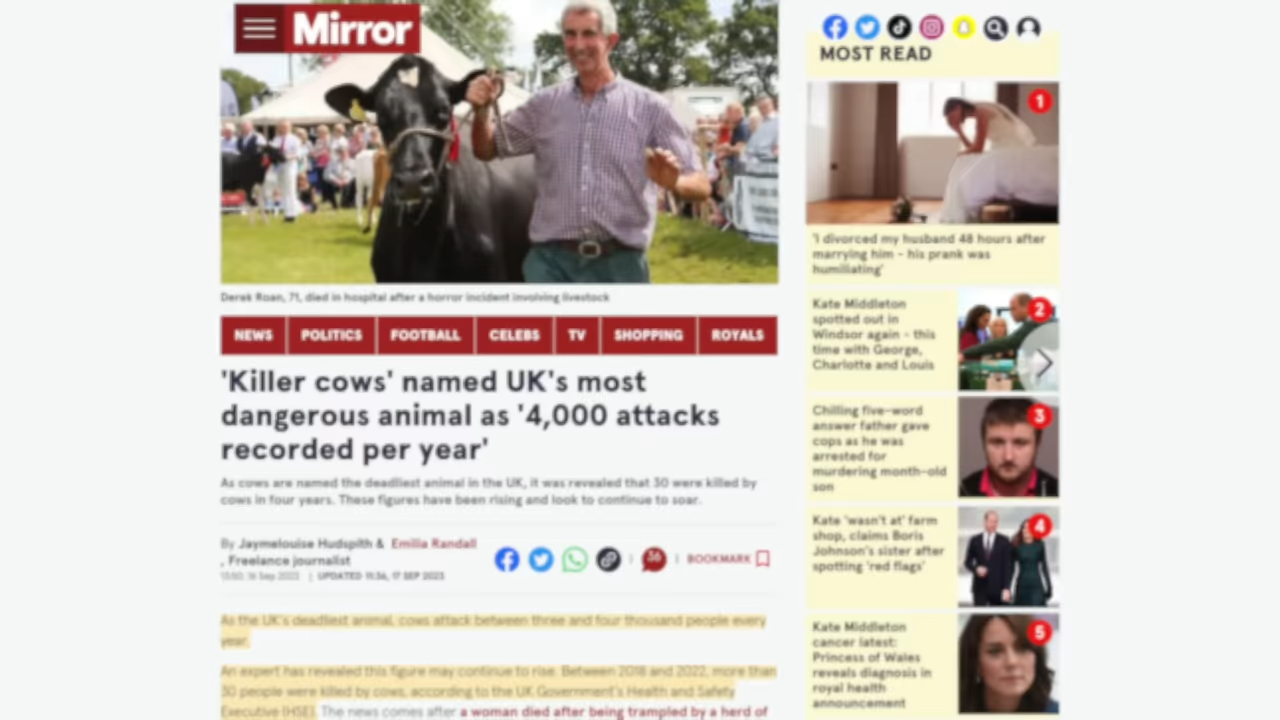 Mirror
Derek Roan, 71, died in hospital after a horror incident involving livestock
NEWS
POLITICS
FOOTBALL
CELEBS
TV
SHOPPING
ROYALS
'Killer cows' named UK's most
dangerous animal as '4,000 attacks
recorded per year'
As cows are named the deadliest animal in the UK, it was revealed that 30 were killed by
cows in four years. These figures have been rising and look to continue to soar.
By Jaymelouise Hudspith & Emilia Randall
, Freelance journalist
13:50, 16 Sep 2023 | UPDATED 11:36, 17 SEP 2023
36
BOOKMARK
As the UK's deadliest animal, cows attack between three and four thousand people every
year.
An expert has revealed this figure may continue to rise. Between 2018 and 2022, more than
30 people were killed by cows, according to the UK Government's Health and Safety
Executive (HSE). The news comes after a woman died after being trampled by a herd of
MOST READ
1
'I divorced my husband 48 hours after
marrying him - his prank was
humiliating'
Kate Middleton
spotted out in
Windsor again - this
time with George,
Charlotte and Louis
2
Chilling five-word
answer father gave
cops as he was
arrested for
murdering month-old
son
3
Kate 'wasn't at' farm
shop, claims Boris
Johnson's sister after
spotting 'red flags'
4
Kate Middleton
cancer latest:
Princess of Wales
reveals diagnosis in
royal health
announcement
5